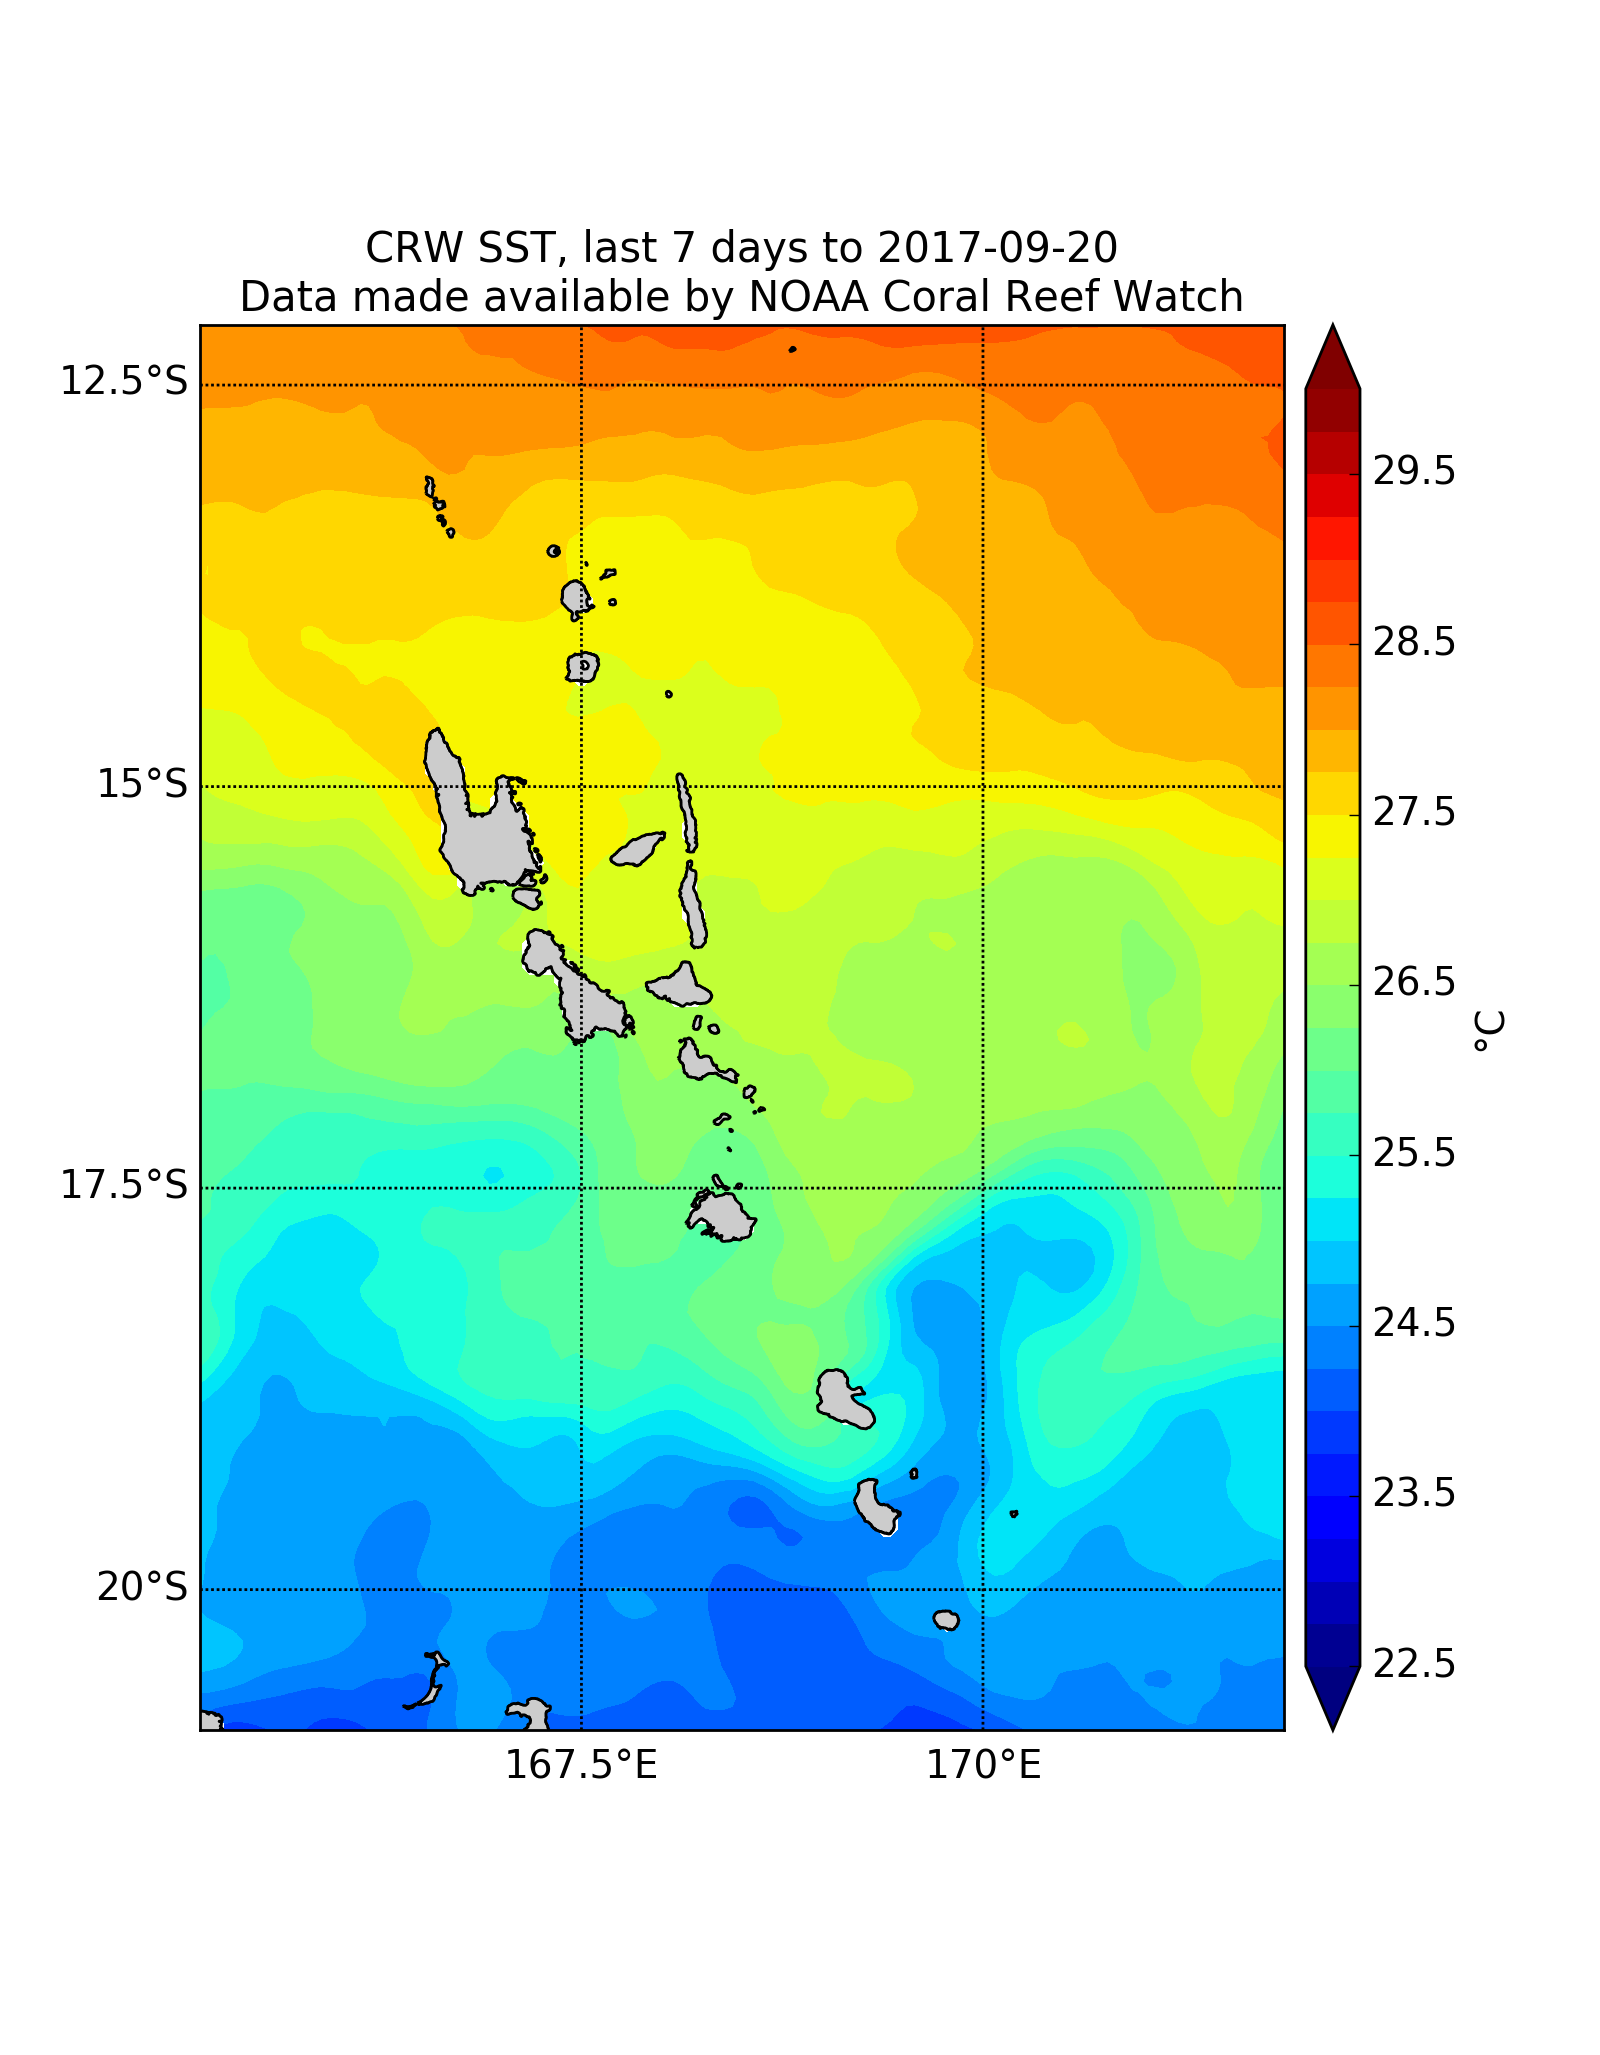 CRW SST, last 7 days to 2017-09-20
Data made available by NOAA Coral Reef Watch
12.5°S
15°S
17.5°S
20°S
167.5°E
170°E
29.5
28.5
27.5
26.5
25.5
24.5
23.5
22.5
°C